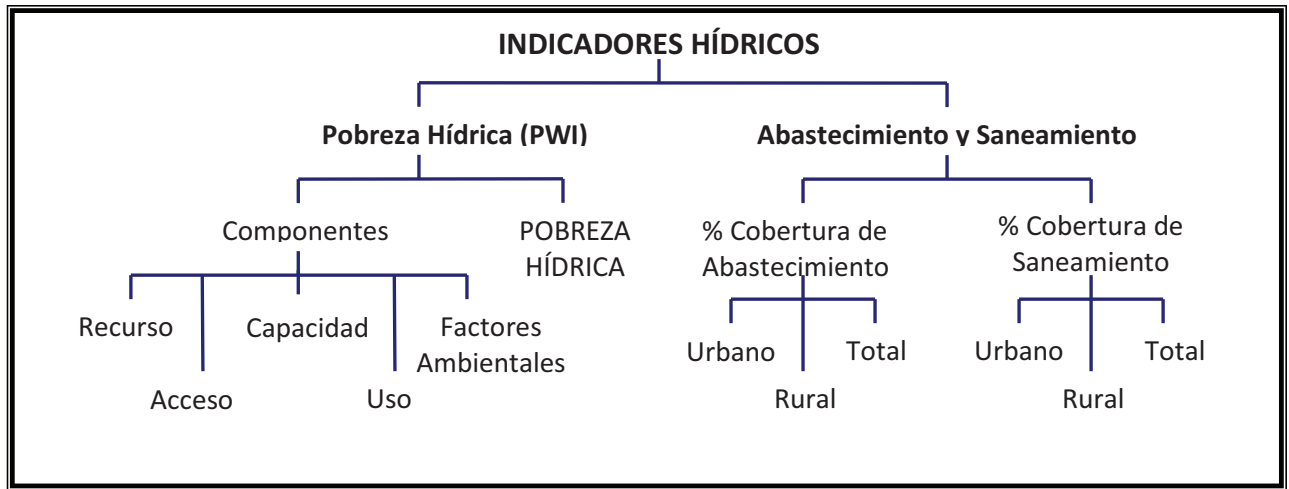 INDICADORES HÍDRICOS
Pobreza Hídrica (PWI)
Abastecimiento y Saneamiento
Componentes
POBREZA
HÍDRICA
% Cobertura de
Abastecimiento
% Cobertura de
Saneamiento
Recurso
Capacidad
Factores
Ambientales
Acceso
Uso
Urbano
Total
Rural
Urbano
Total
Rural